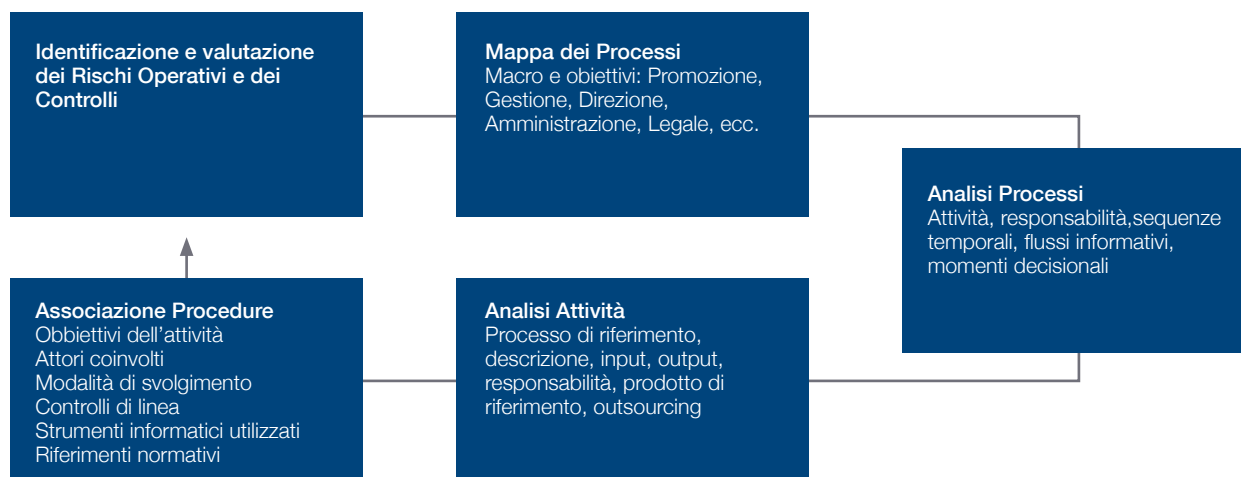 Identificazione e valutazione
dei Rischi Operativi e dei
Controlli
Mappa dei Processi
Macro e obiettivi: Promozione,
Gestione, Direzione,
Amministrazione, Legale, ecc.
Analisi Processi
Attività, responsabilità,sequenze
temporali, flussi informativi,
momenti decisionali
Analisi Attività
Processo di riferimento,
descrizione, input, output,
responsabilità, prodotto di
riferimento, outsourcing
Associazione Procedure
Obbiettivi dell’attività
Attori coinvolti
Modalità di svolgimento
Controlli di linea
Strumenti informatici utilizzati
Riferimenti normativi